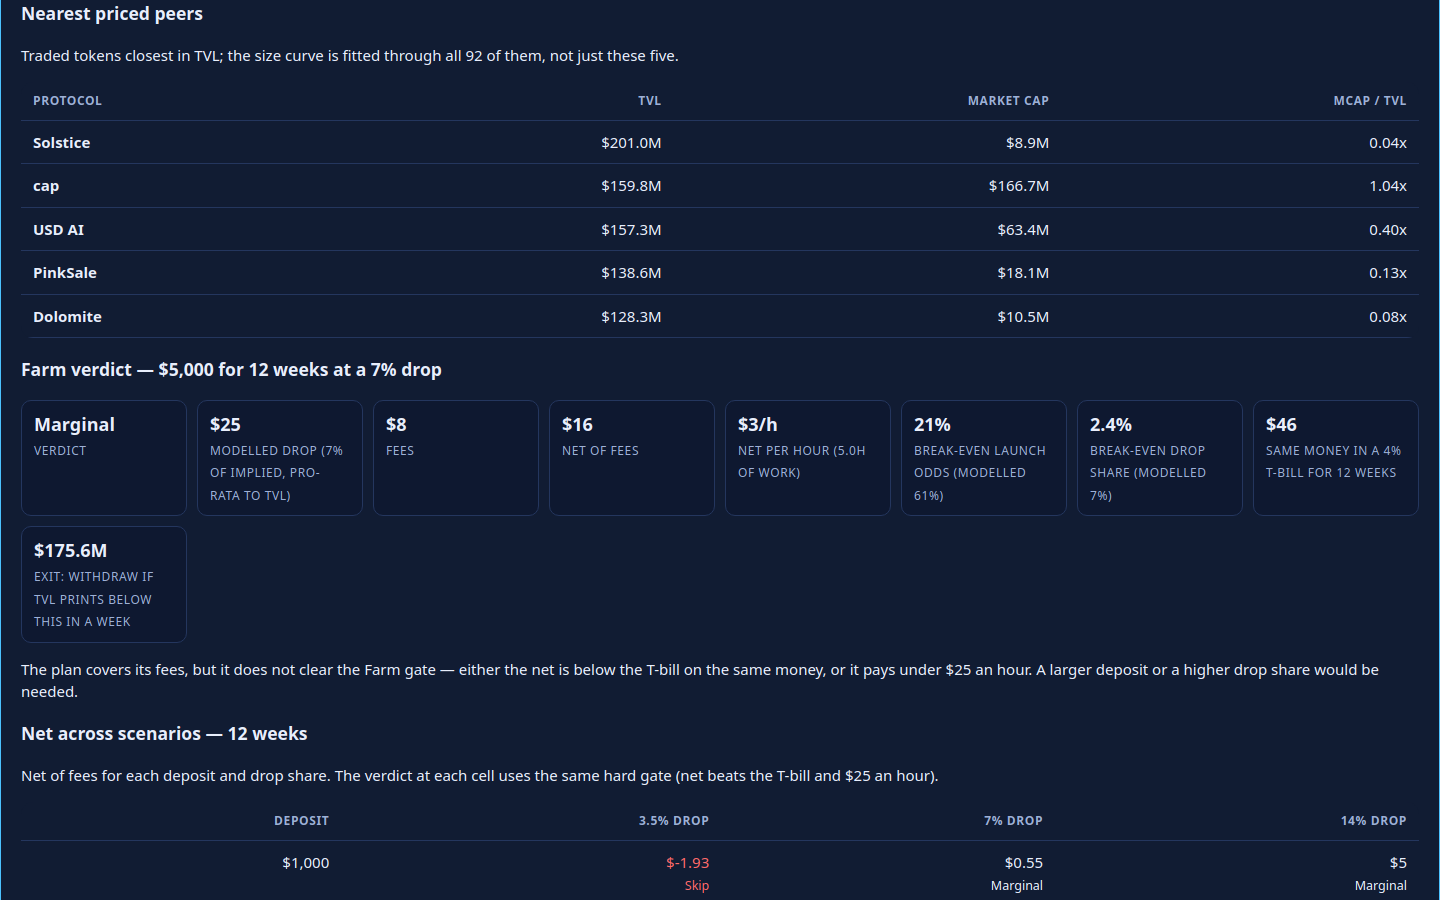 Nearest priced peers
Traded tokens closest in TVL; the size curve is fitted through all 92 of them, not just these five.
PROTOCOL TVL MARKET CAP MCAP / TVL
Solstice $201.0M $8.9M 0.04x
cap $159.8M $166.7M 1.04x
USD AI $157.3M $63.4M 0.40x
PinkSale $138.6M $18.1M 0.13x
Dolomite $128.3M $10.5M 0.08x
Farm verdict — $5,000 for 12 weeks at a 7% drop
Marginal
VERDICT
$25
MODELLED DROP (7%
OF IMPLIED, PRO-
RATA TO TVL)
$8
FEES
$16
NET OF FEES
$3/h
NET PER HOUR (5.0H
OF WORK)
21%
BREAK-EVEN LAUNCH
ODDS (MODELLED
61%)
2.4%
BREAK-EVEN DROP
SHARE (MODELLED
7%)
$46
SAME MONEY IN A 4%
T-BILL FOR 12 WEEKS
$175.6M
EXIT: WITHDRAW IF
TVL PRINTS BELOW
THIS IN A WEEK
The plan covers its fees, but it does not clear the Farm gate — either the net is below the T-bill on the same money, or it pays under $25 an hour. A larger deposit or a higher drop share would be
needed.
Net across scenarios — 12 weeks
Net of fees for each deposit and drop share. The verdict at each cell uses the same hard gate (net beats the T-bill and $25 an hour).
DEPOSIT 3.5% DROP 7% DROP 14% DROP
$1,000 $-1.93 $0.55 $5
Skip Marginal Marginal